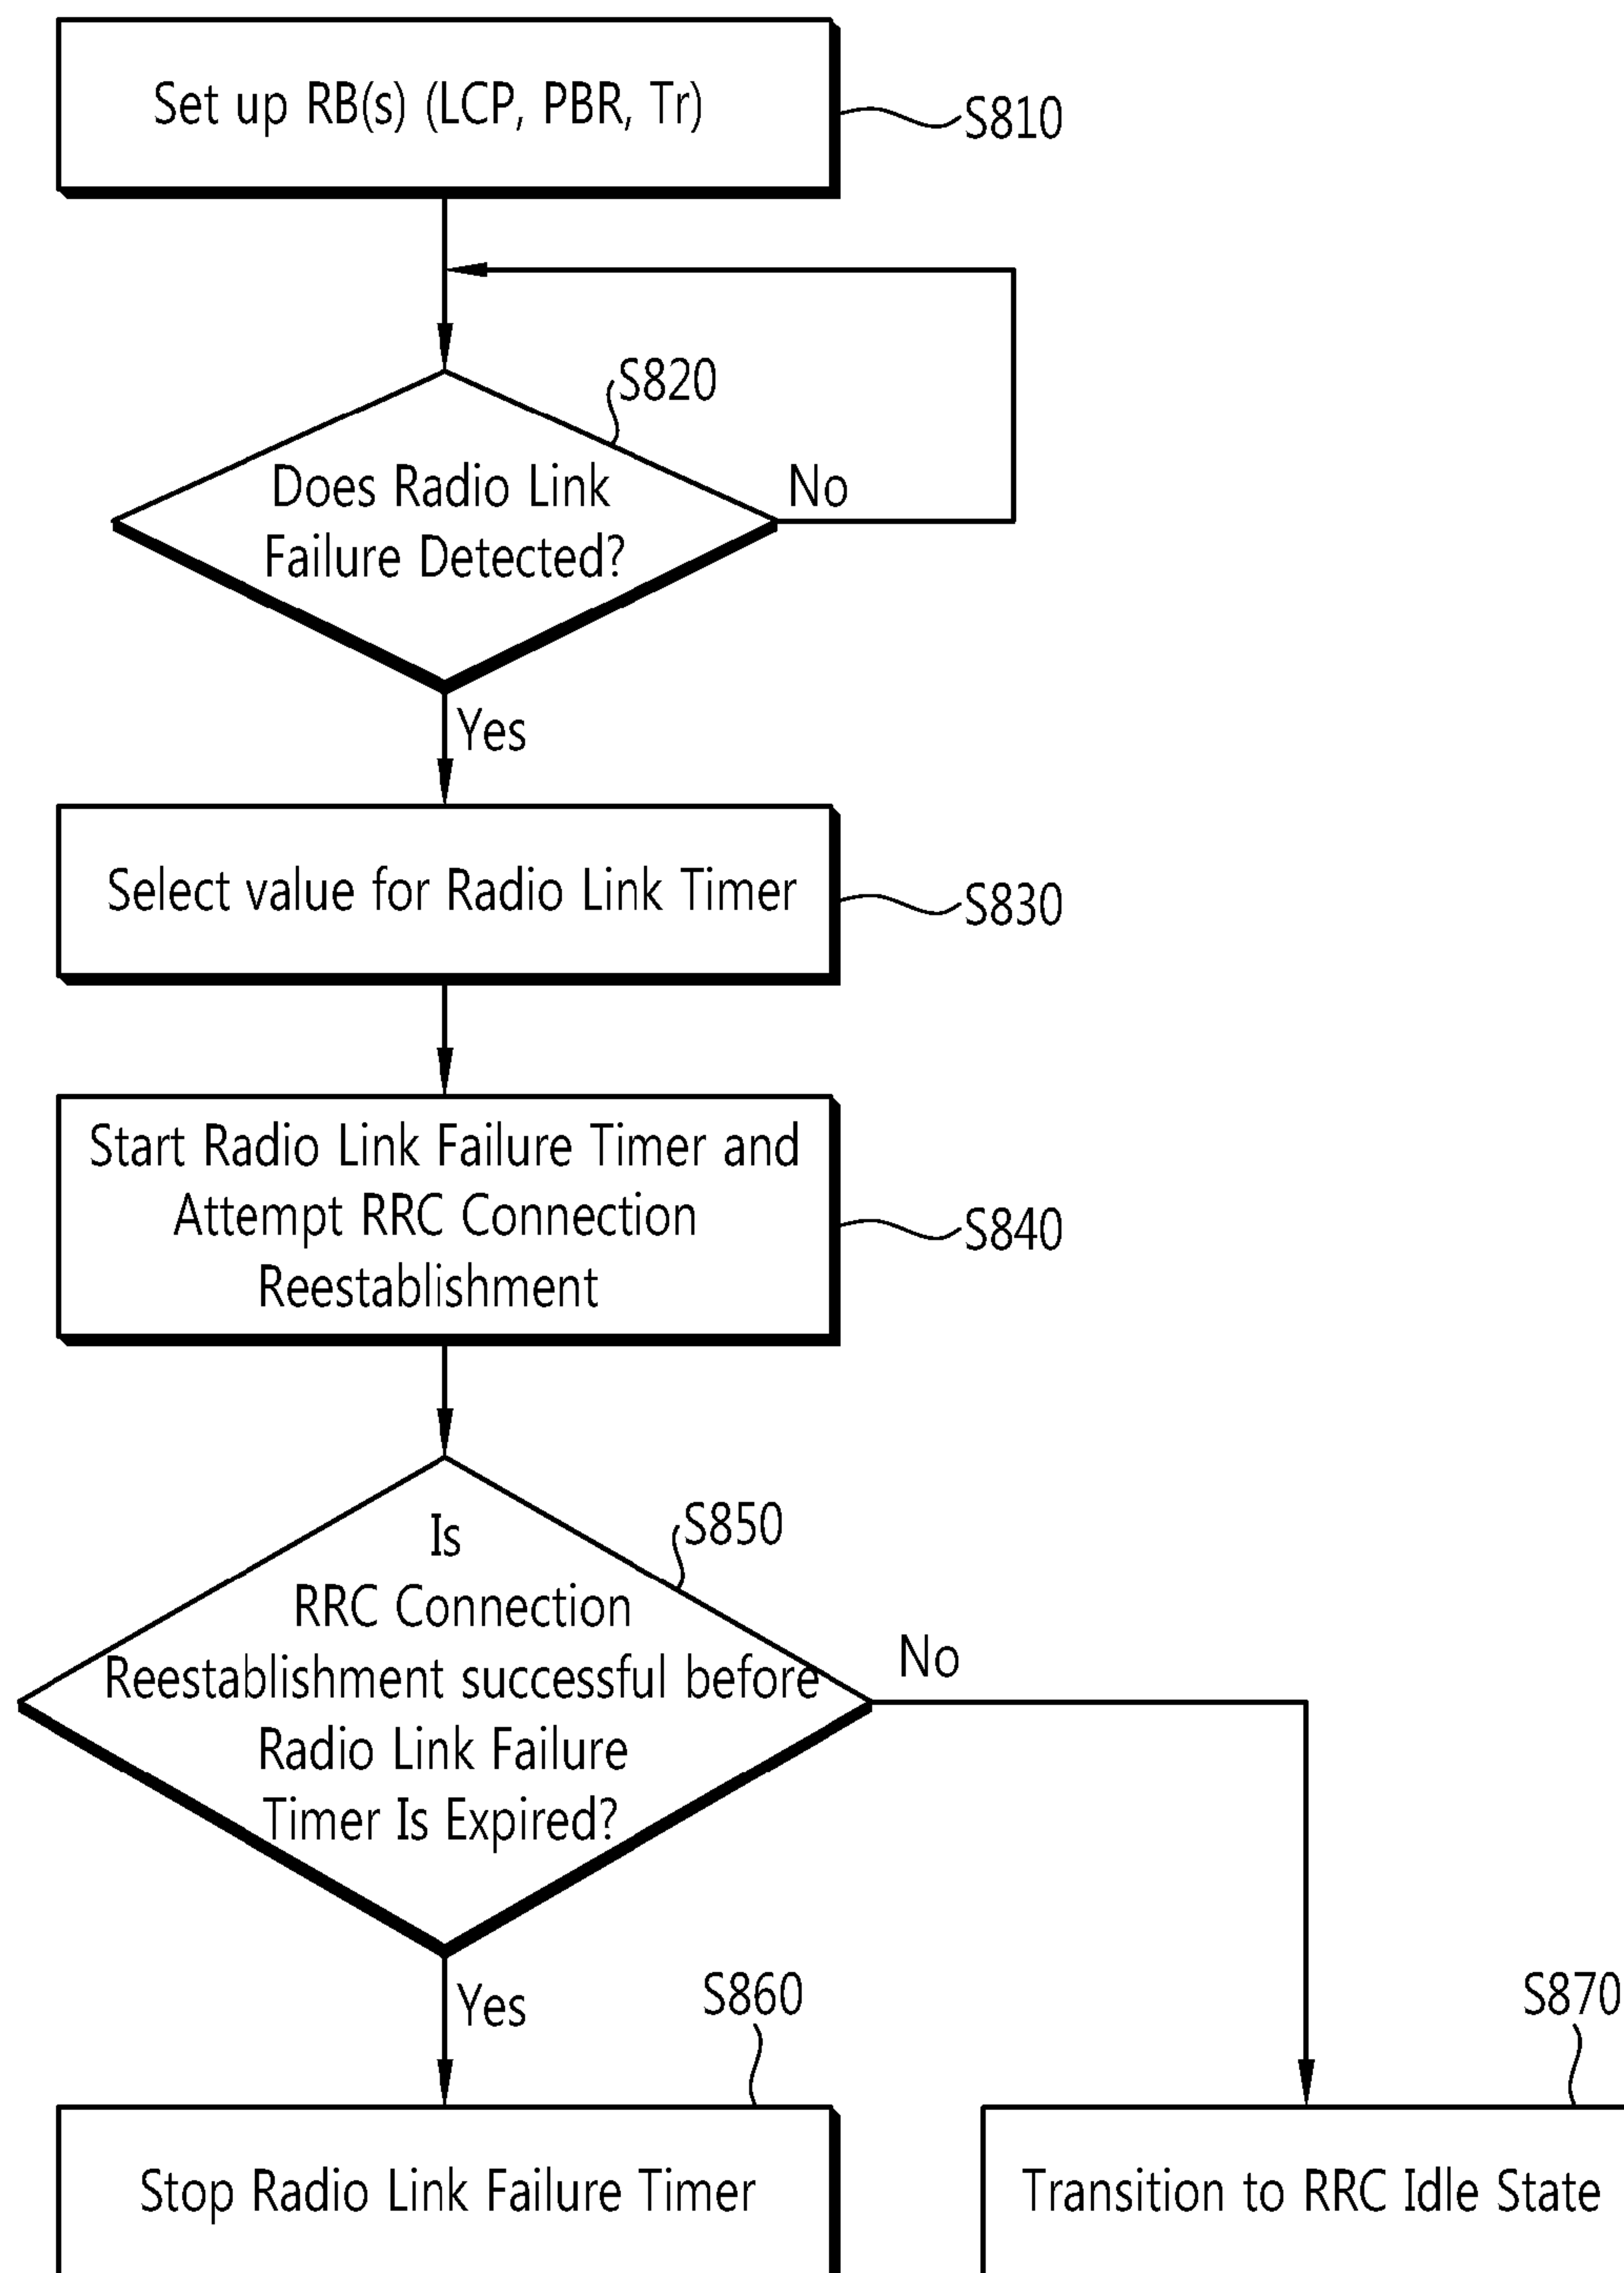 Set up RB(s) (LCP, PBR, Tr)
S810
S820
Does Radio Link
Failure Detected?
No
Yes
Select value for Radio Link Timer
S830
Start Radio Link Failure Timer and
Attempt RRC Connection
Reestablishment
S840
S850
Is
RRC Connection
Reestablishment successful before
Radio Link Failure
Timer Is Expired?
No
Yes
S860
S870
Stop Radio Link Failure Timer
Transition to RRC Idle State